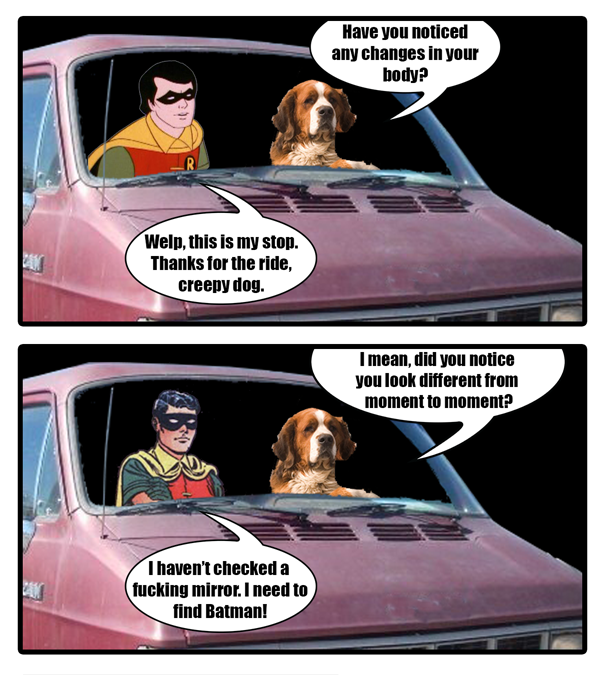 Have you noticed
any changes in your
body?
R
Welp, this is my stop.
Thanks for the ride,
creepy dog.
I mean, did you notice
you look different from
moment to moment?
I haven't checked a
fucking mirror. I need to
find Batman!